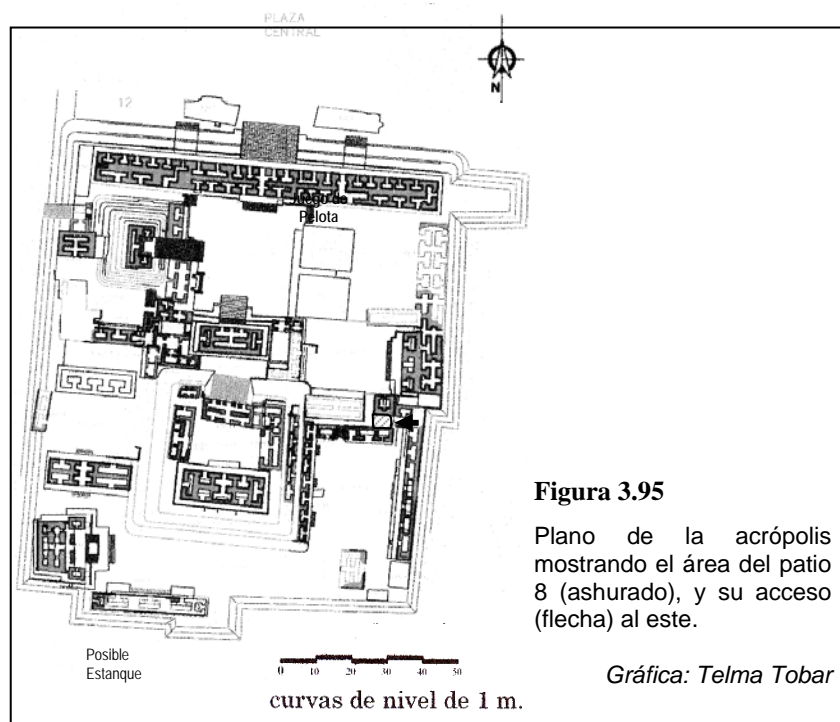 PLAZA
CENTRAL
N
12
Juego de
Pelota
Figura 3.95
Plano de la acrópolis
mostrando el área del patio
8 (ashurado), y su acceso
(flecha) al este.
Gráfica: Telma Tobar
Posible
Estanque
0 10 20 30 40 50
curvas de nivel de 1 m.